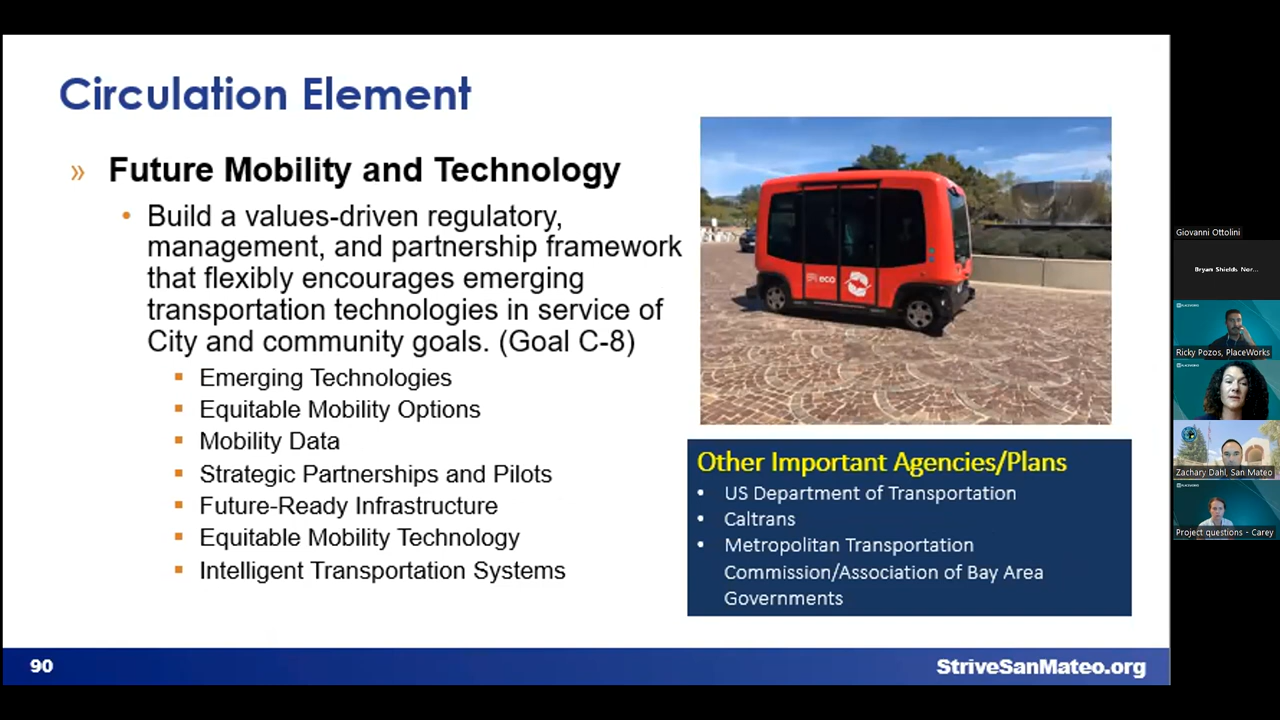 Circulation Element
» Future Mobility and Technology
• Build a values-driven regulatory,
management, and partnership framework
that flexibly encourages emerging
transportation technologies in service of
City and community goals. (Goal C-8)
▪ Emerging Technologies
▪ Equitable Mobility Options
▪ Mobility Data
▪ Strategic Partnerships and Pilots
▪ Future-Ready Infrastructure
▪ Equitable Mobility Technology
▪ Intelligent Transportation Systems
eco
Other Important Agencies/Plans
• US Department of Transportation
• Caltrans
• Metropolitan Transportation
Commission/Association of Bay Area
Governments
90
StriveSanMateo.org
Giovanni Ottolini
Bryan Shields Nor...
PLACEWORKS
Ricky Pozos, PlaceWorks
PLACEWORKS
Zachary Dahl, San Mateo
PLACEWORKS
Project questions - Carey